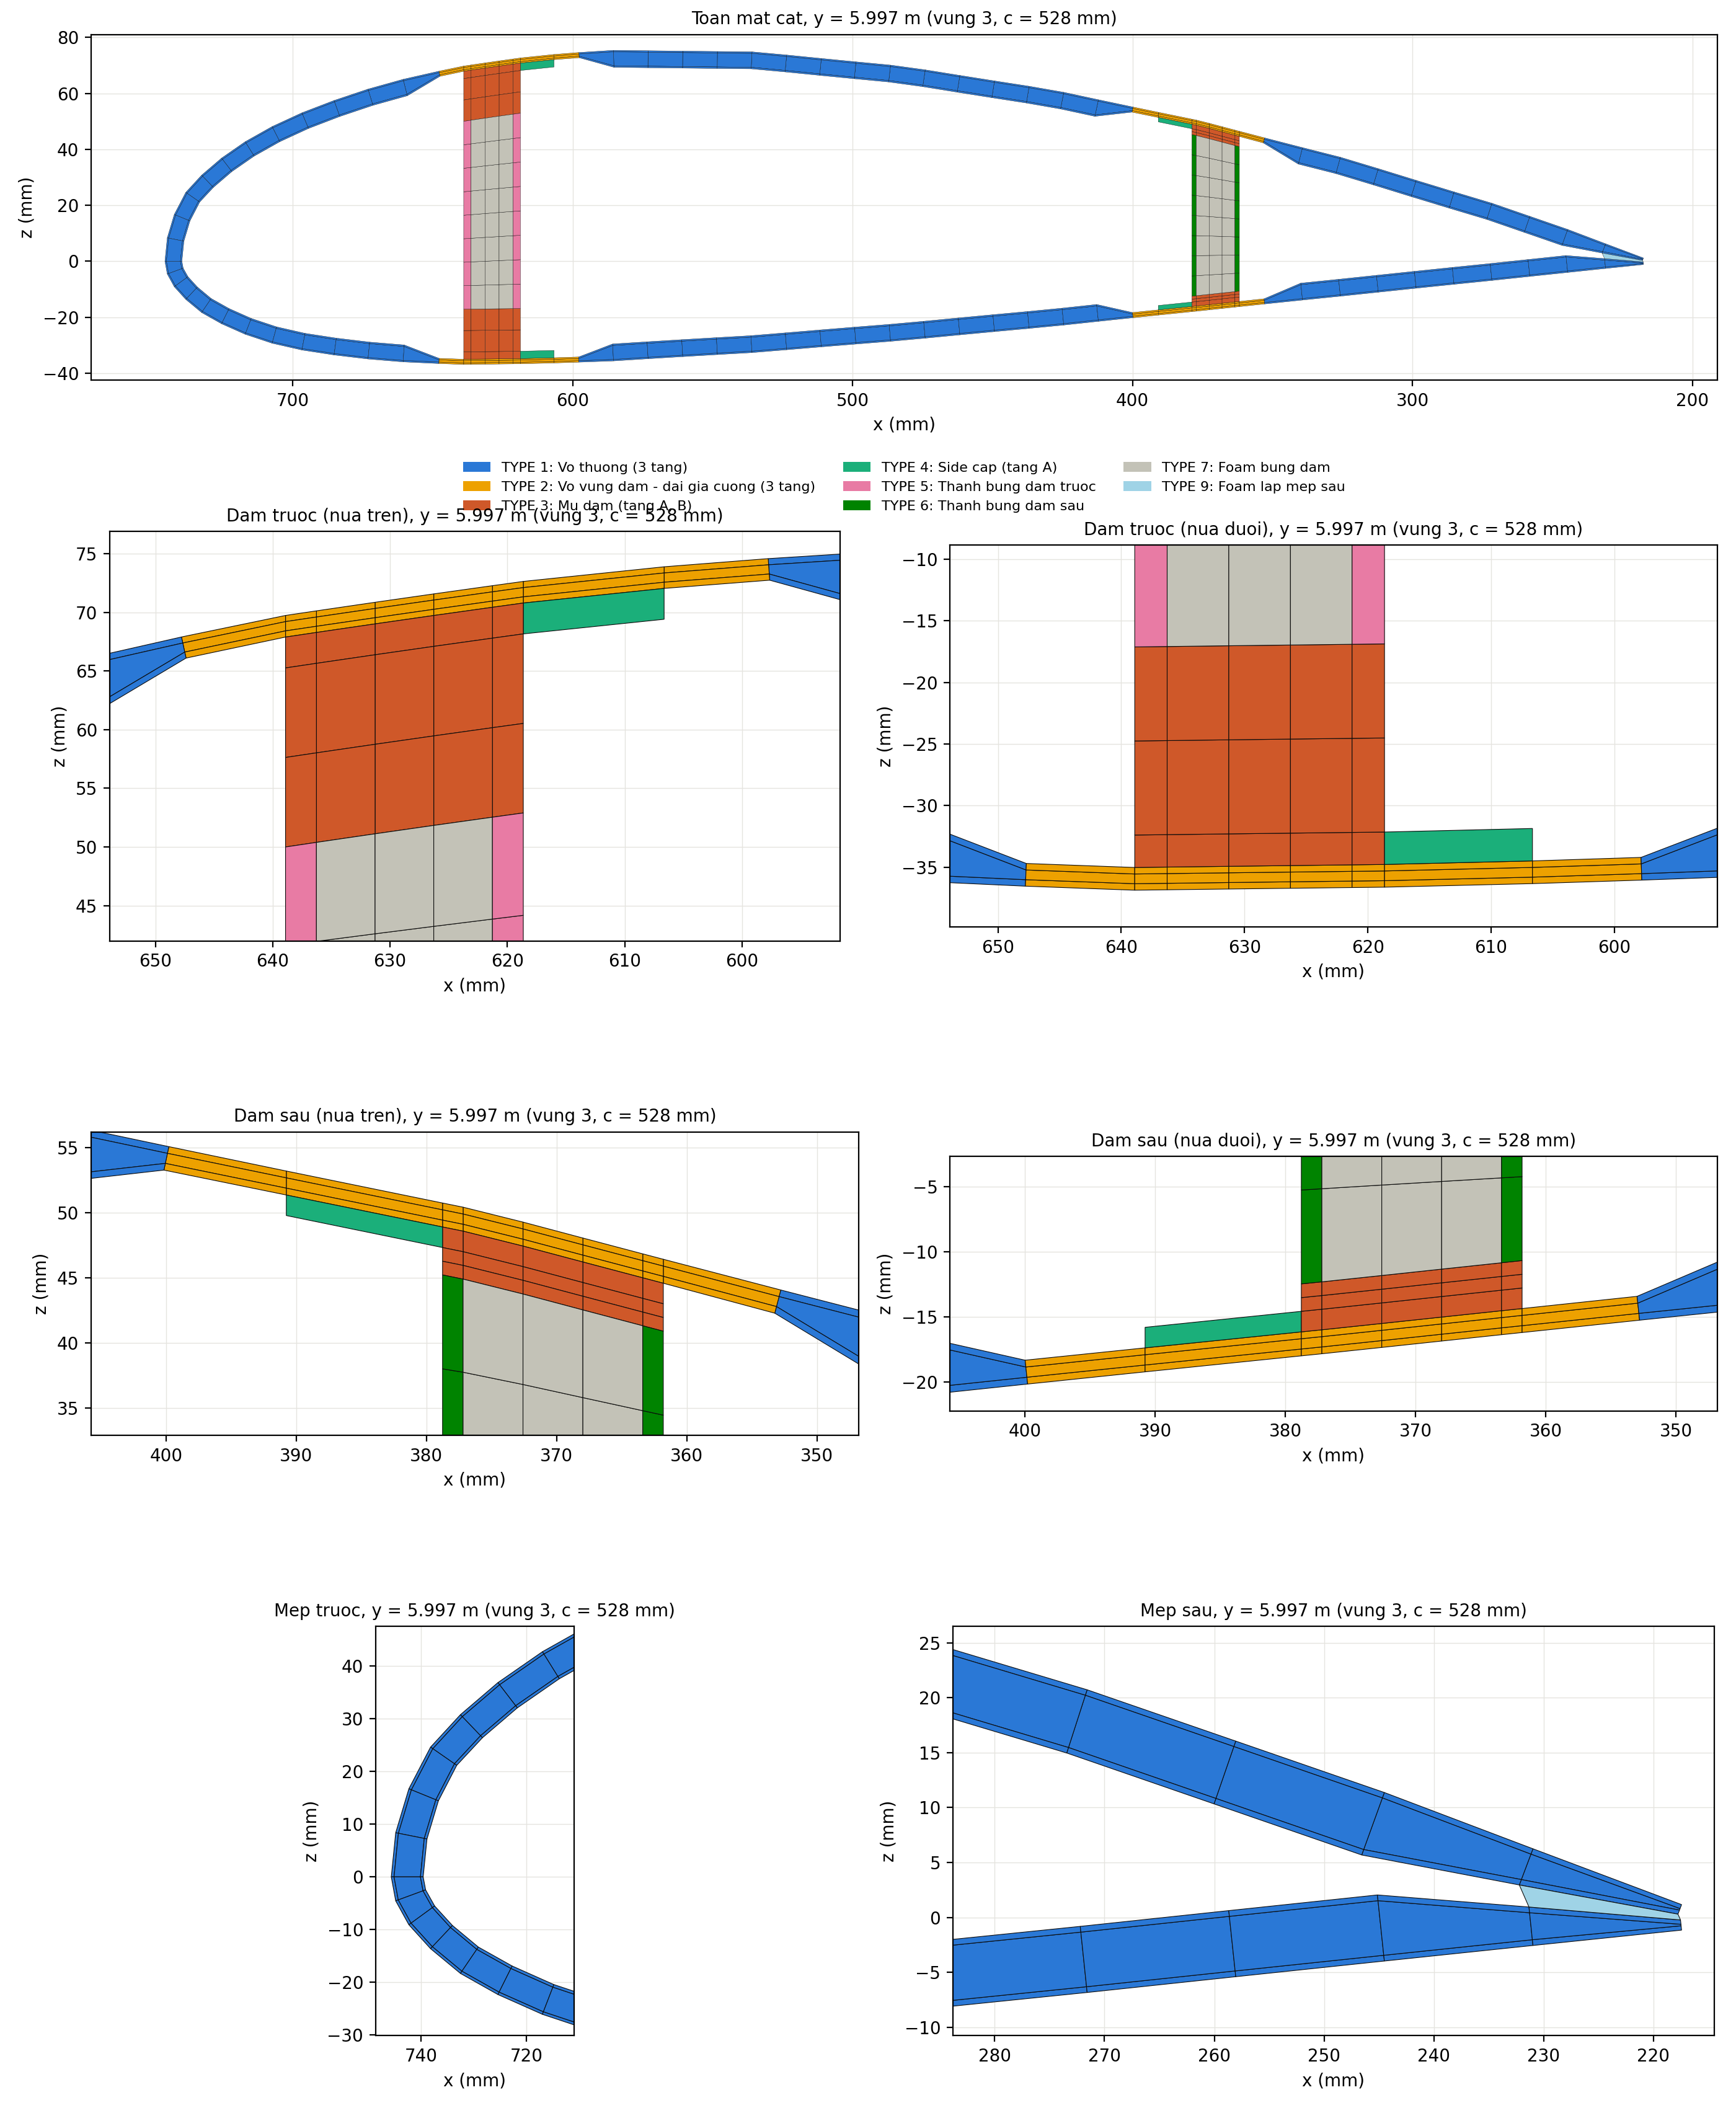 Toan mat cat, y = 5.997 m (vung 3, c = 528 mm)
80
60
40
20
0
−20
−40
z (mm)
700 600 500 400 300 200
x (mm)
TYPE 1: Vo thuong (3 tang)
TYPE 2: Vo vung dam - dai gia cuong (3 tang)
TYPE 3: Mu dam (tang A, B)
TYPE 4: Side cap (tang A)
TYPE 5: Thanh bung dam truoc
TYPE 6: Thanh bung dam sau
TYPE 7: Foam bung dam
TYPE 9: Foam lap mep sau
Dam truoc (nua tren), y = 5.997 m (vung 3, c = 528 mm)
75
70
65
60
55
50
45
z (mm)
650 640 630 620 610 600
x (mm)
Dam truoc (nua duoi), y = 5.997 m (vung 3, c = 528 mm)
−10
−15
−20
−25
−30
−35
z (mm)
650 640 630 620 610 600
x (mm)
Dam sau (nua tren), y = 5.997 m (vung 3, c = 528 mm)
55
50
45
40
35
z (mm)
400 390 380 370 360 350
x (mm)
Dam sau (nua duoi), y = 5.997 m (vung 3, c = 528 mm)
−5
−10
−15
−20
z (mm)
400 390 380 370 360 350
x (mm)
Mep truoc, y = 5.997 m (vung 3, c = 528 mm)
40
30
20
10
0
−10
−20
−30
z (mm)
740 720
x (mm)
Mep sau, y = 5.997 m (vung 3, c = 528 mm)
25
20
15
10
5
0
−5
−10
z (mm)
280 270 260 250 240 230 220
x (mm)